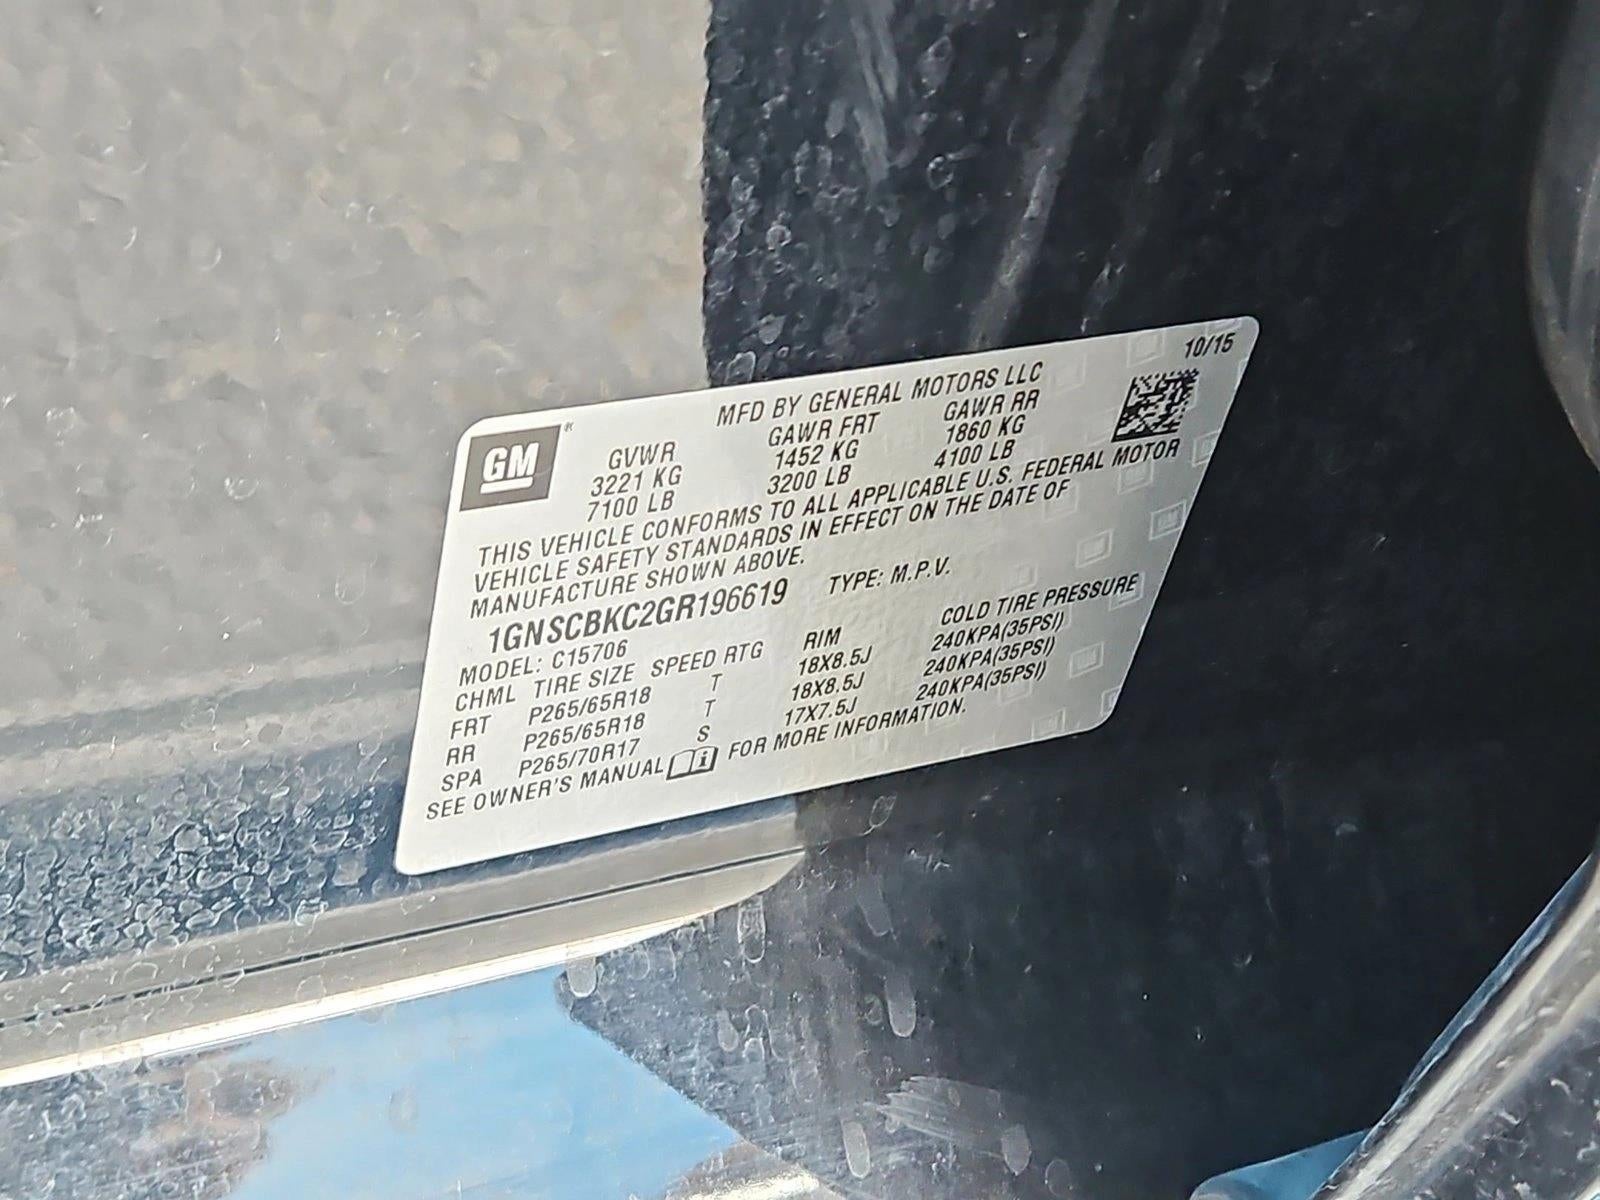 10/15
MFD BY GENERAL MOTORS LLC
GM®
GVWR GAWR FRT GAWR RR
3221 KG 1452 KG 1860 KG
7100 LB 3200 LB 4100 LB
THIS VEHICLE CONFORMS TO ALL APPLICABLE U.S. FEDERAL MOTOR
VEHICLE SAFETY STANDARDS IN EFFECT ON THE DATE OF
MANUFACTURE SHOWN ABOVE.
1GNSCBKC2GR196619 TYPE: M.P.V.
MODEL: C15706
CHML TIRE SIZE SPEED RTG RIM COLD TIRE PRESSURE
FRT P265/65R18 T 18X8.5J 240KPA(35PSI)
RR P265/65R18 T 18X8.5J 240KPA(35PSI)
SPA P265/70R17 S 17X7.5J 240KPA(35PSI)
SEE OWNER'S MANUAL FOR MORE INFORMATION.